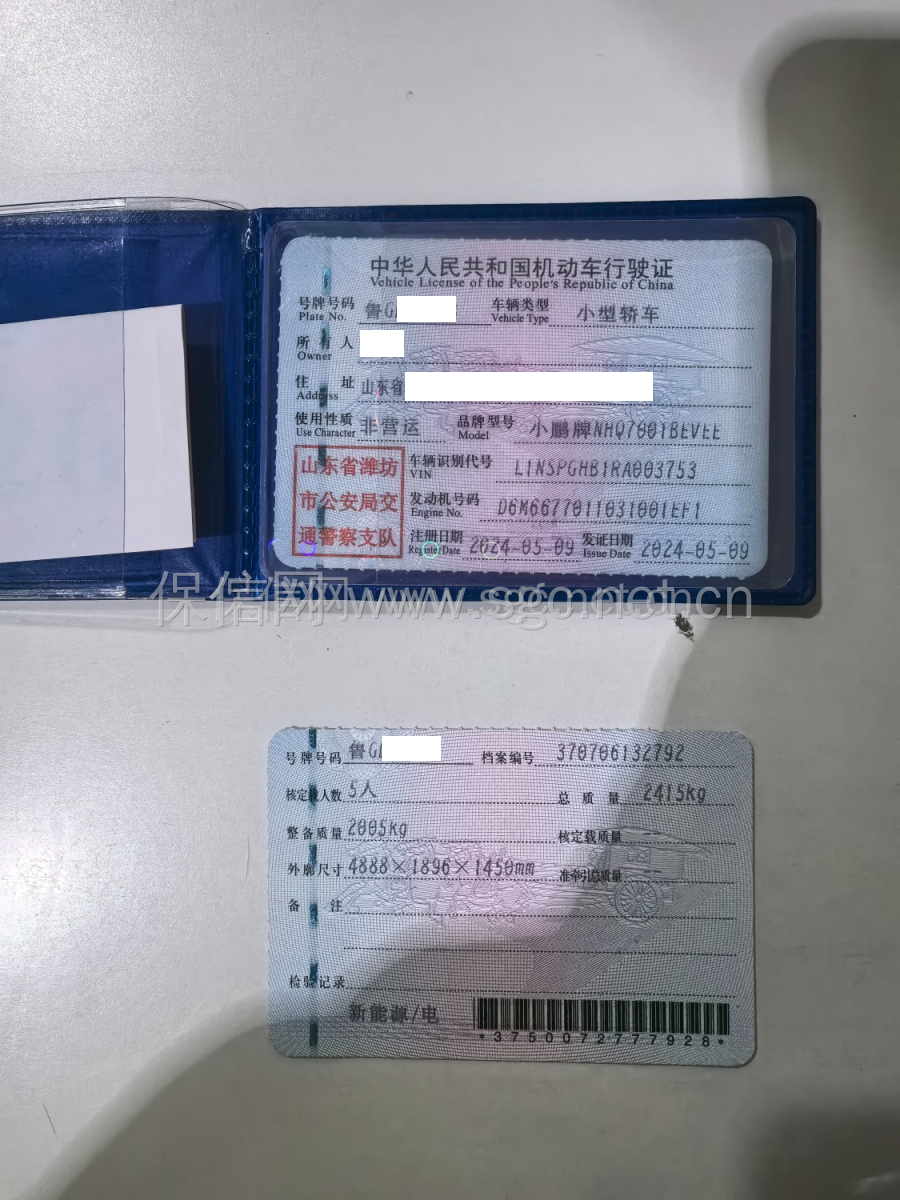 中华人民共和国机动车行驶证
Vehicle License of the People's Republic of China
号牌号码 鲁G 车辆类型 小型轿车
Plate No. Vehicle Type
所有人
Owner
住址 山东省
Address
使用性质 非营运 品牌型号 小鹏牌NHQ7001BEVEE
Use Character Model
山东省潍坊
市公安局交
通警察支队
车辆识别代号 L1NSPGHB1RA003753
VIN
发动机号码 D6M6677011031001EF1
Engine No.
注册日期 2024-05-09 发证日期 2024-05-09
Register Date Issue Date
保信网www.sgcn.cn
号牌号码 鲁G 档案编号 370706132792
核定载人数 5人 总质量 2415kg
整备质量 2005kg 核定载质量
外廓尺寸 4888×1896×1450mm 准牵引总质量
备注
检验记录
新能源/电
*3750072777928*